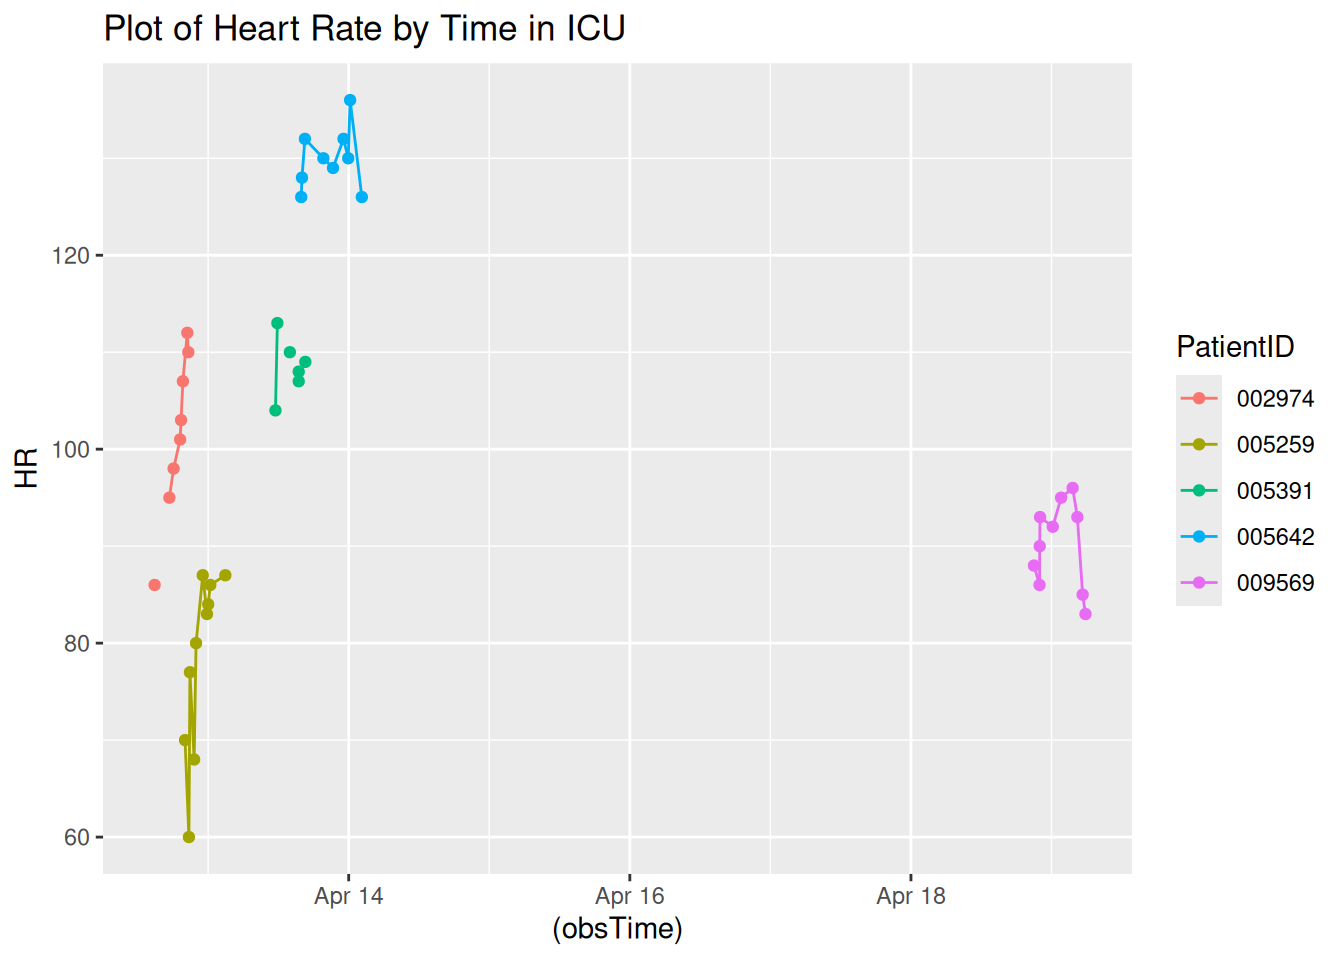 Plot of Heart Rate by Time in ICU
HR
120
100
80
60
Apr 14
Apr 16
Apr 18
(obsTime)
PatientID
002974
005259
005391
005642
009569